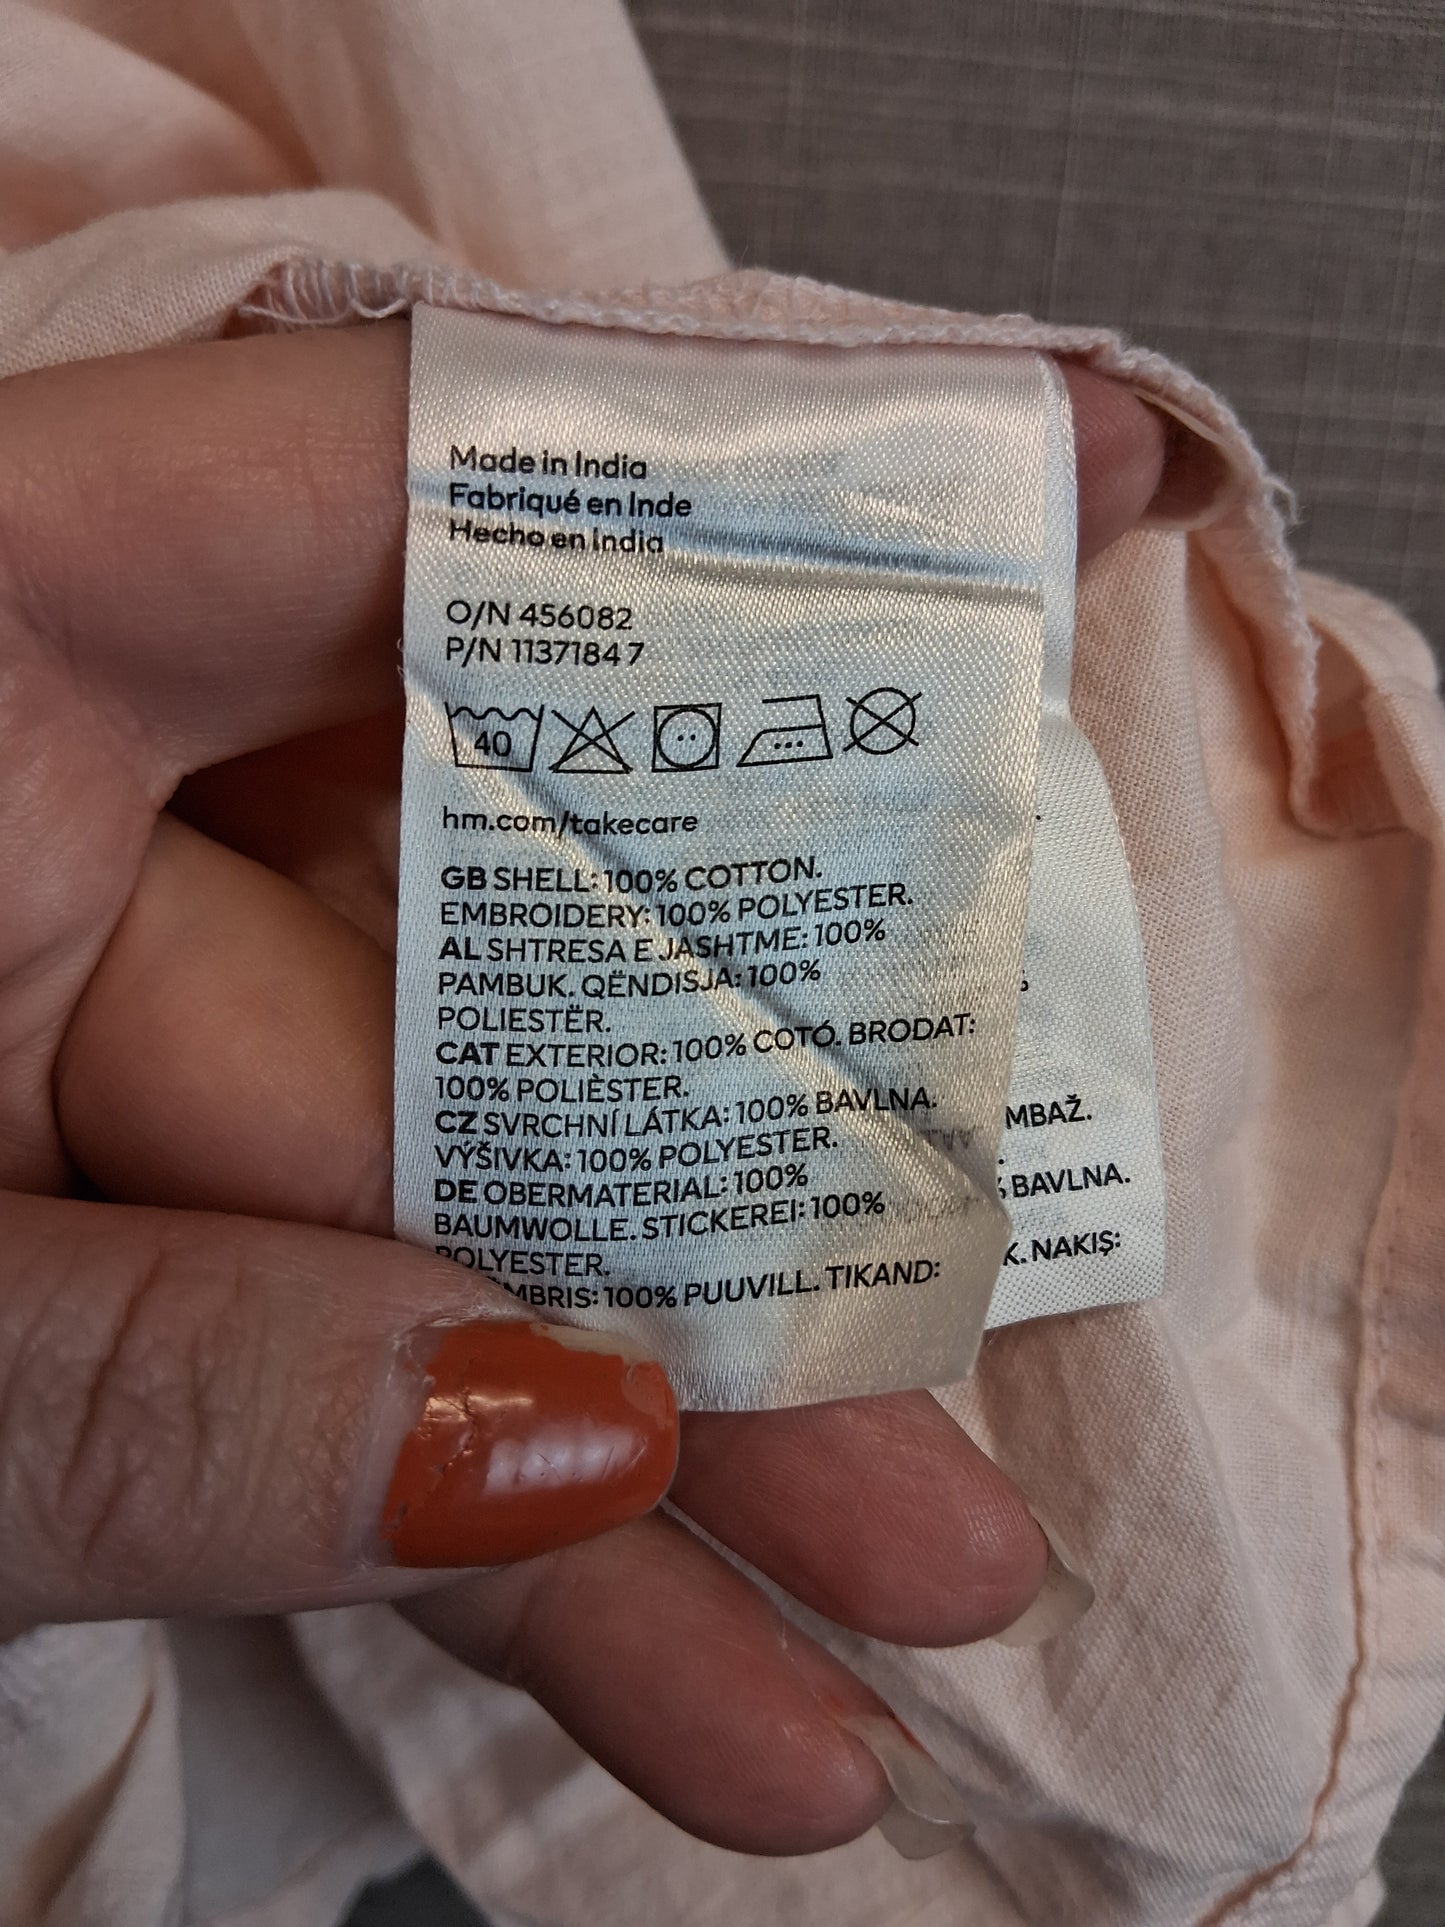 Made in India
Fabriqué en Inde
Hecho en India
O/N 456082
P/N 1137184 7
40
hm.com/takecare
GB SHELL: 100% COTTON.
EMBROIDERY: 100% POLYESTER.
AL SHTRESA E JASHTME: 100%
PAMBUK. QËNDISJA: 100%
POLIESTËR.
CAT EXTERIOR: 100% COTÓ. BRODAT:
100% POLIÈSTER.
CZ SVRCHNÍ LÁTKA: 100% BAVLNA.
VÝŠIVKA: 100% POLYESTER.
DE OBERMATERIAL: 100%
BAUMWOLLE. STICKEREI: 100%
POLYESTER.
MBRIS: 100% PUUVILL. TIKAND:
MBAŽ.
% BAVLNA.
K. NAKIŞ: